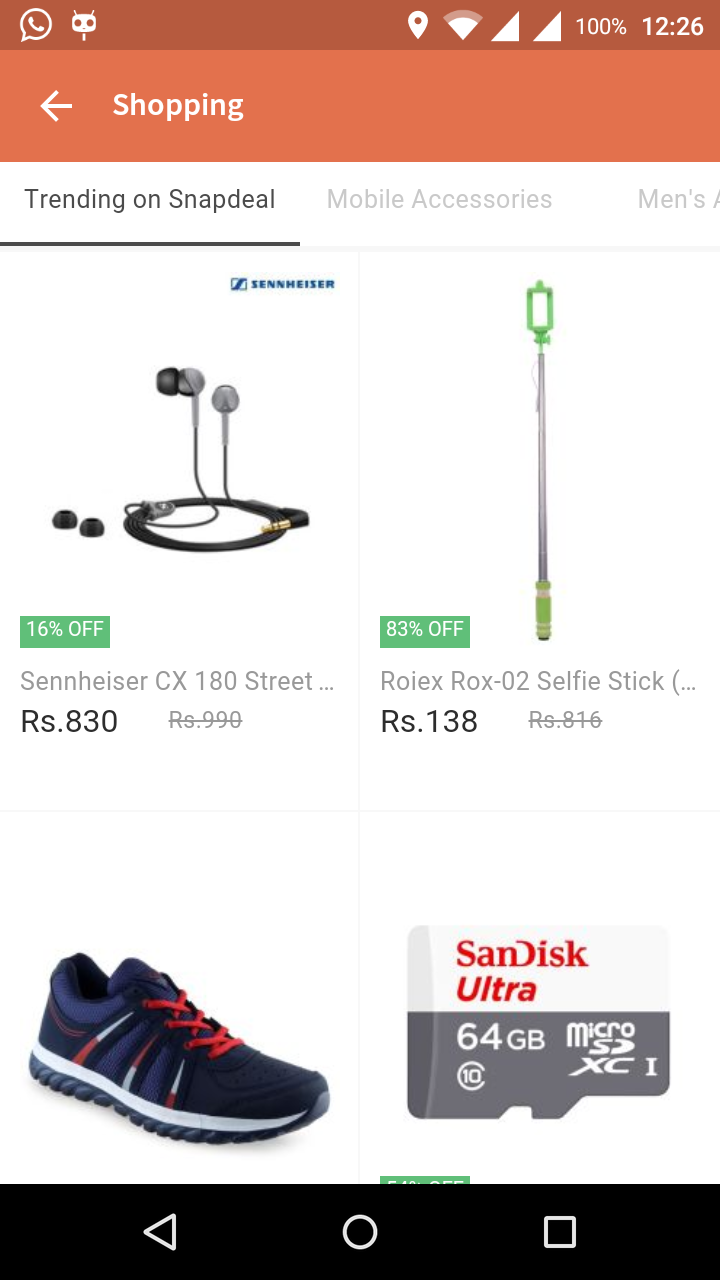 100% 12:26
Shopping
Trending on Snapdeal Mobile Accessories Men's
SENNHEISER
16% OFF 83% OFF
Sennheiser CX 180 Street ... Roiex Rox-02 Selfie Stick (...
Rs.830 Rs.990 Rs.138 Rs.816
SanDisk
Ultra
64GB micro
SD
10 XC I
54% OFF